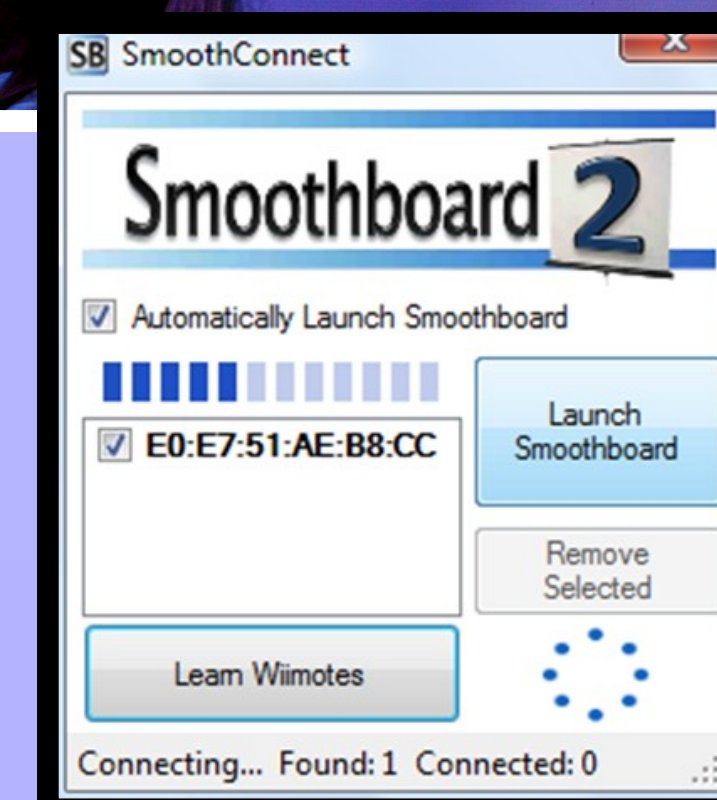 SB SmoothConnect
Smoothboard 2
Automatically Launch Smoothboard
E0:E7:51:AE:B8:CC
Launch
Smoothboard
Remove
Selected
Learn Wiimotes
Connecting... Found: 1 Connected: 0